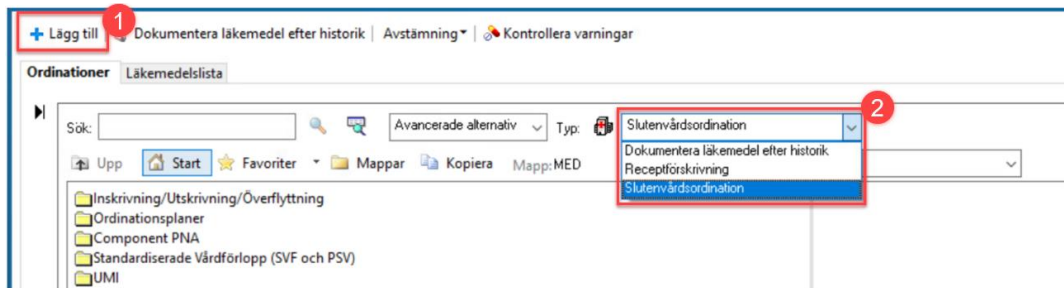 1
Lägg till Dokumentera läkemedel efter historik Avstämning Kontrollera varningar
Ordinationer Läkemedelslista
2
Sök: Avancerade alternativ Typ: Slutenvårdsordination
Dokumentera läkemedel efter historik
Upp Start Favoriter Mappar Kopiera Mapp: MED Receptförskrivning
Slutenvårdsordination
Inskrivning/Utskrivning/Överflyttning
Ordinationsplaner
Component PNA
Standardiserade Vårdförlopp (SVF och PSV)
UMI